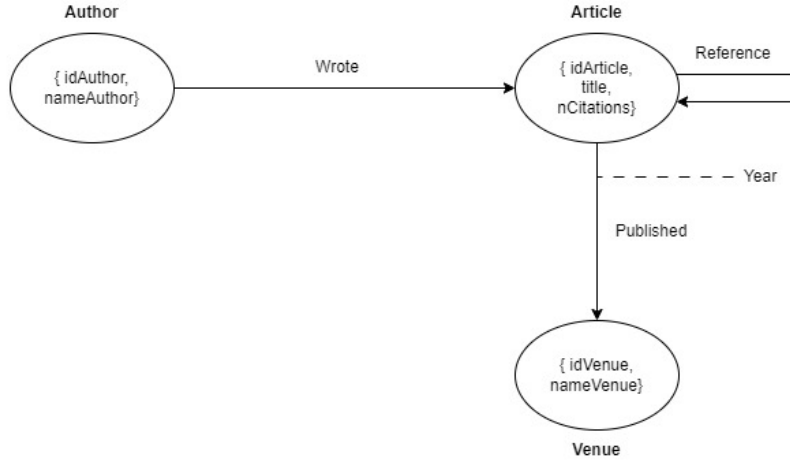 Author
Article
{ idAuthor,
nameAuthor}
Wrote
{ idArticle,
title,
nCitations}
Reference
Year
Published
{ idVenue,
nameVenue}
Venue